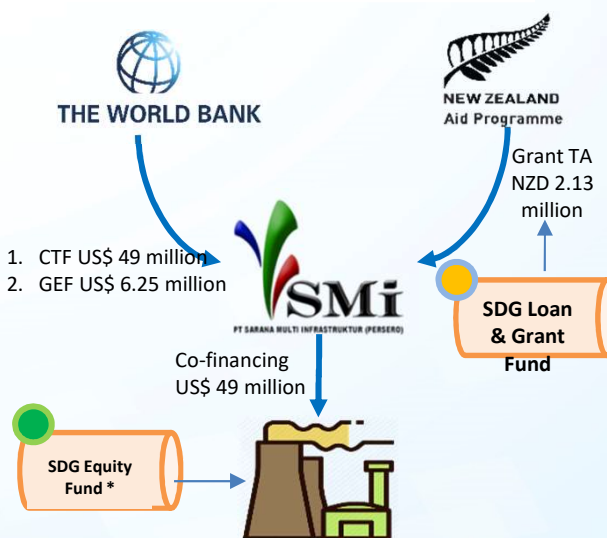 THE WORLD BANK
NEW ZEALAND
Aid Programme
Grant TA
NZD 2.13
million
1. CTF US$ 49 million
2. GEF US$ 6.25 million
SMi
PT SARANA MULTI INFRASTRUKTUR (PERSERO)
SDG Loan
& Grant
Fund
Co-financing
US$ 49 million
SDG Equity
Fund *